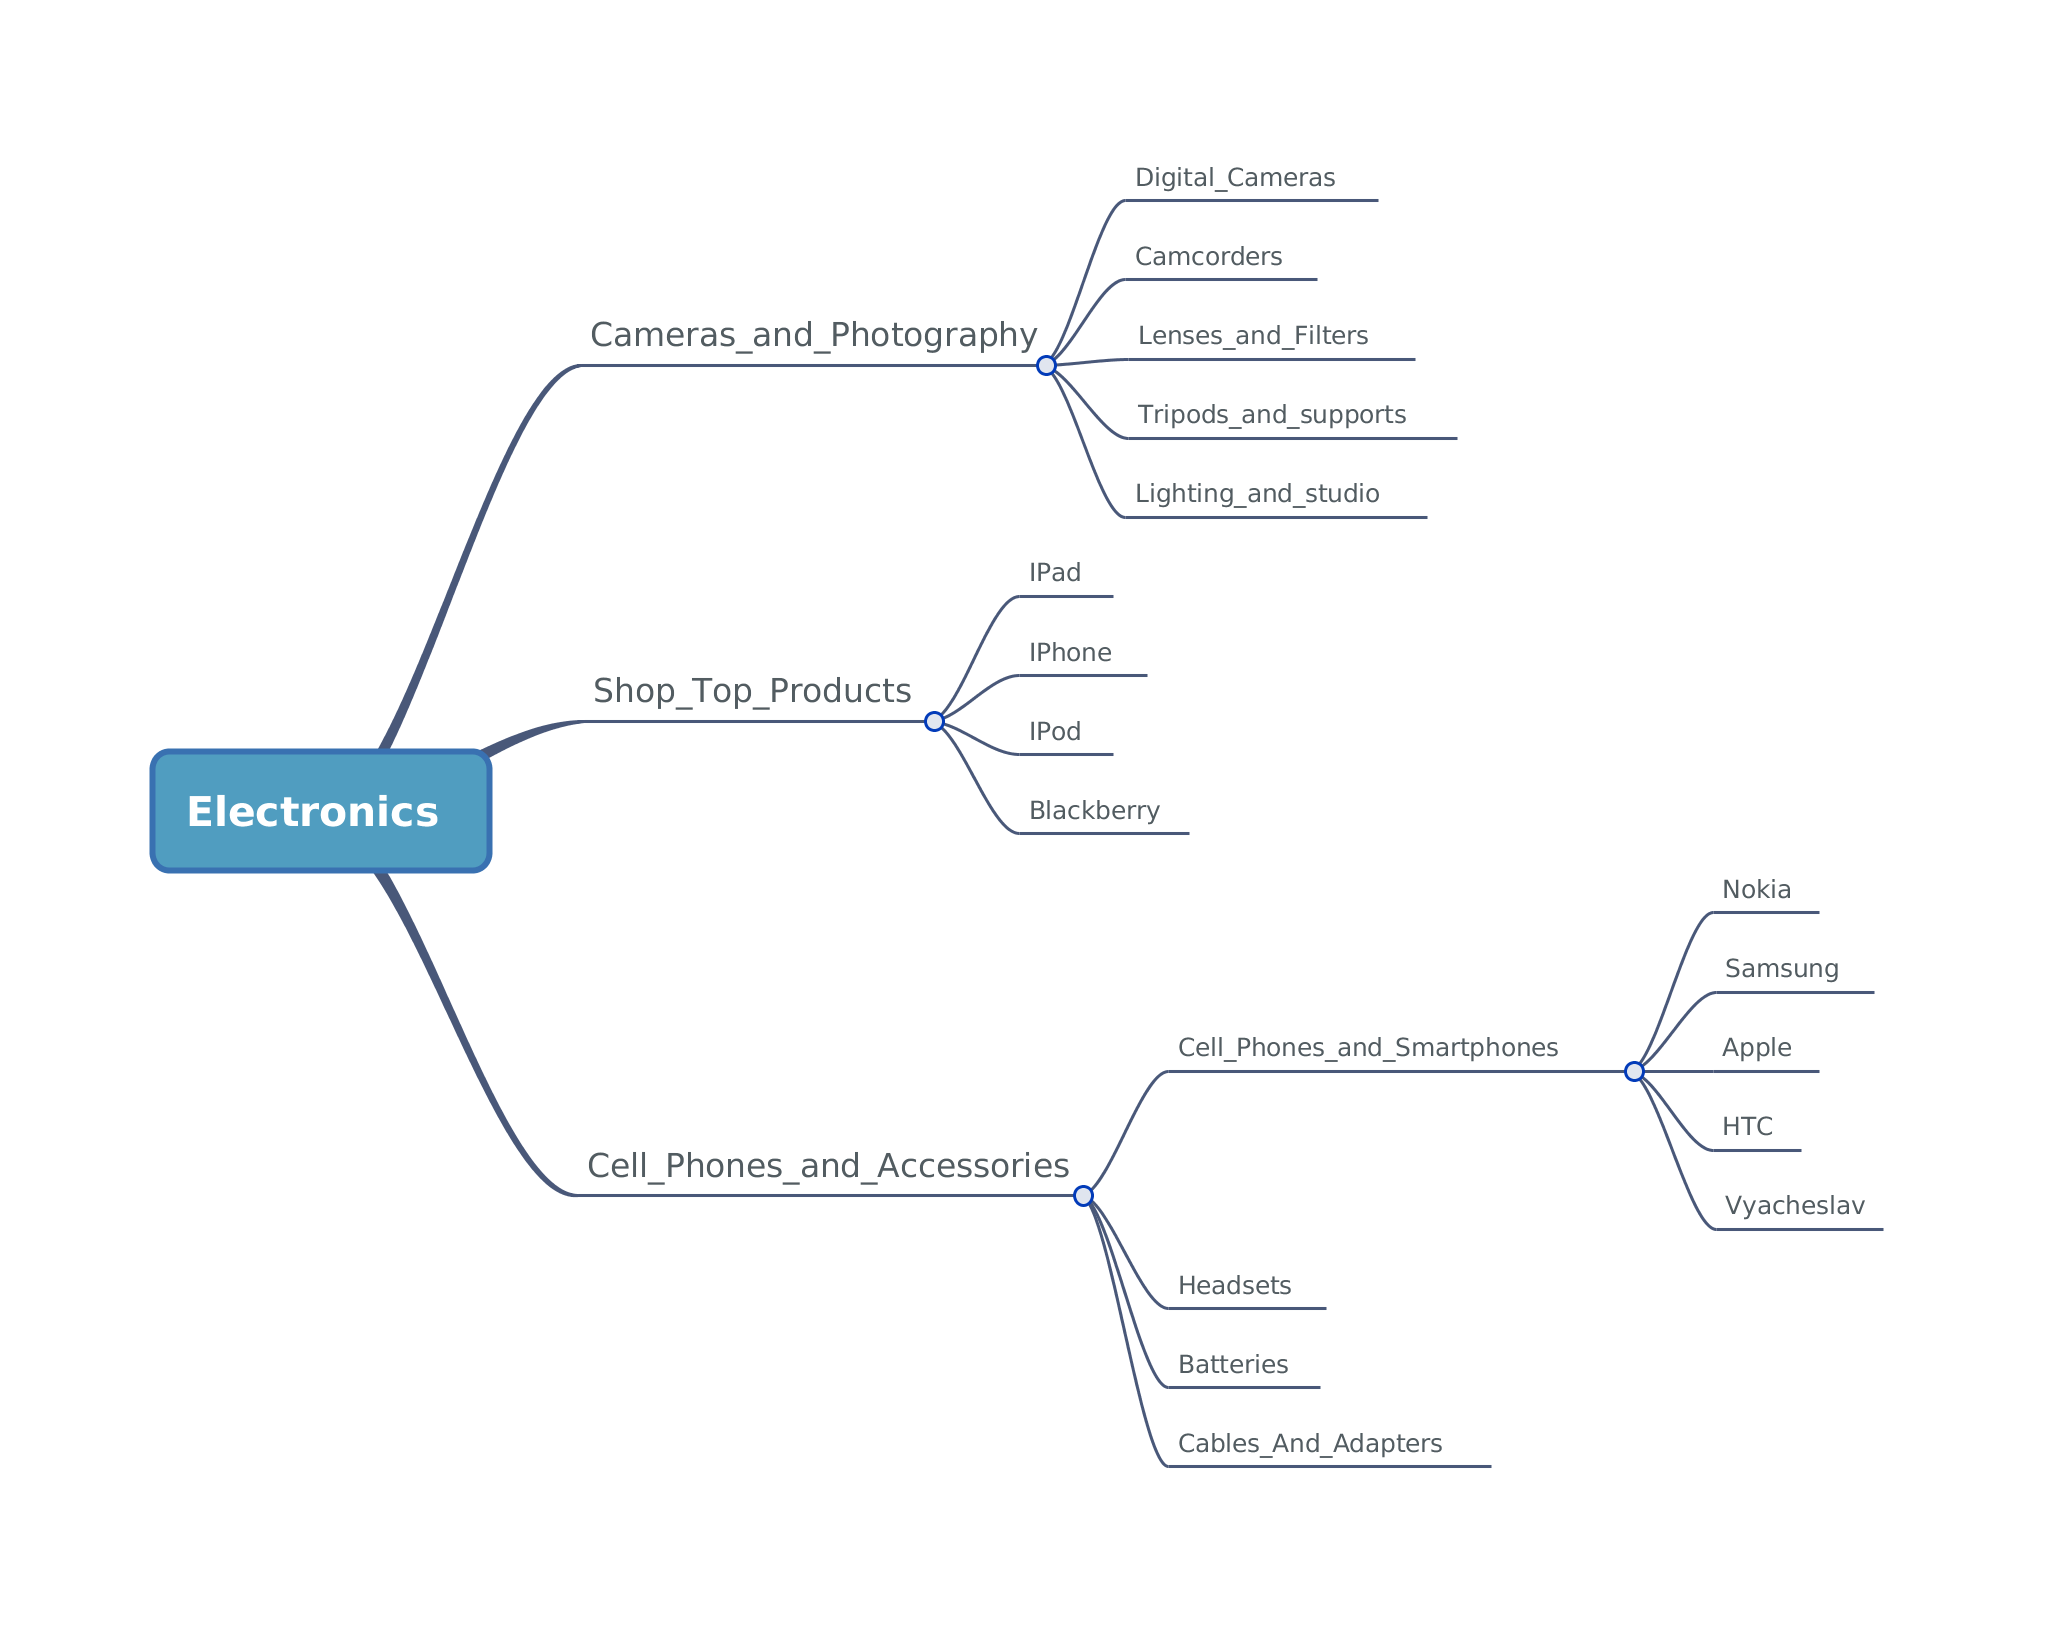 Electronics
Cameras_and_Photography
Digital_Cameras
Camcorders
Lenses_and_Filters
Tripods_and_supports
Lighting_and_studio
Shop_Top_Products
IPad
IPhone
IPod
Blackberry
Cell_Phones_and_Accessories
Cell_Phones_and_Smartphones
Nokia
Samsung
Apple
HTC
Vyacheslav
Headsets
Batteries
Cables_And_Adapters